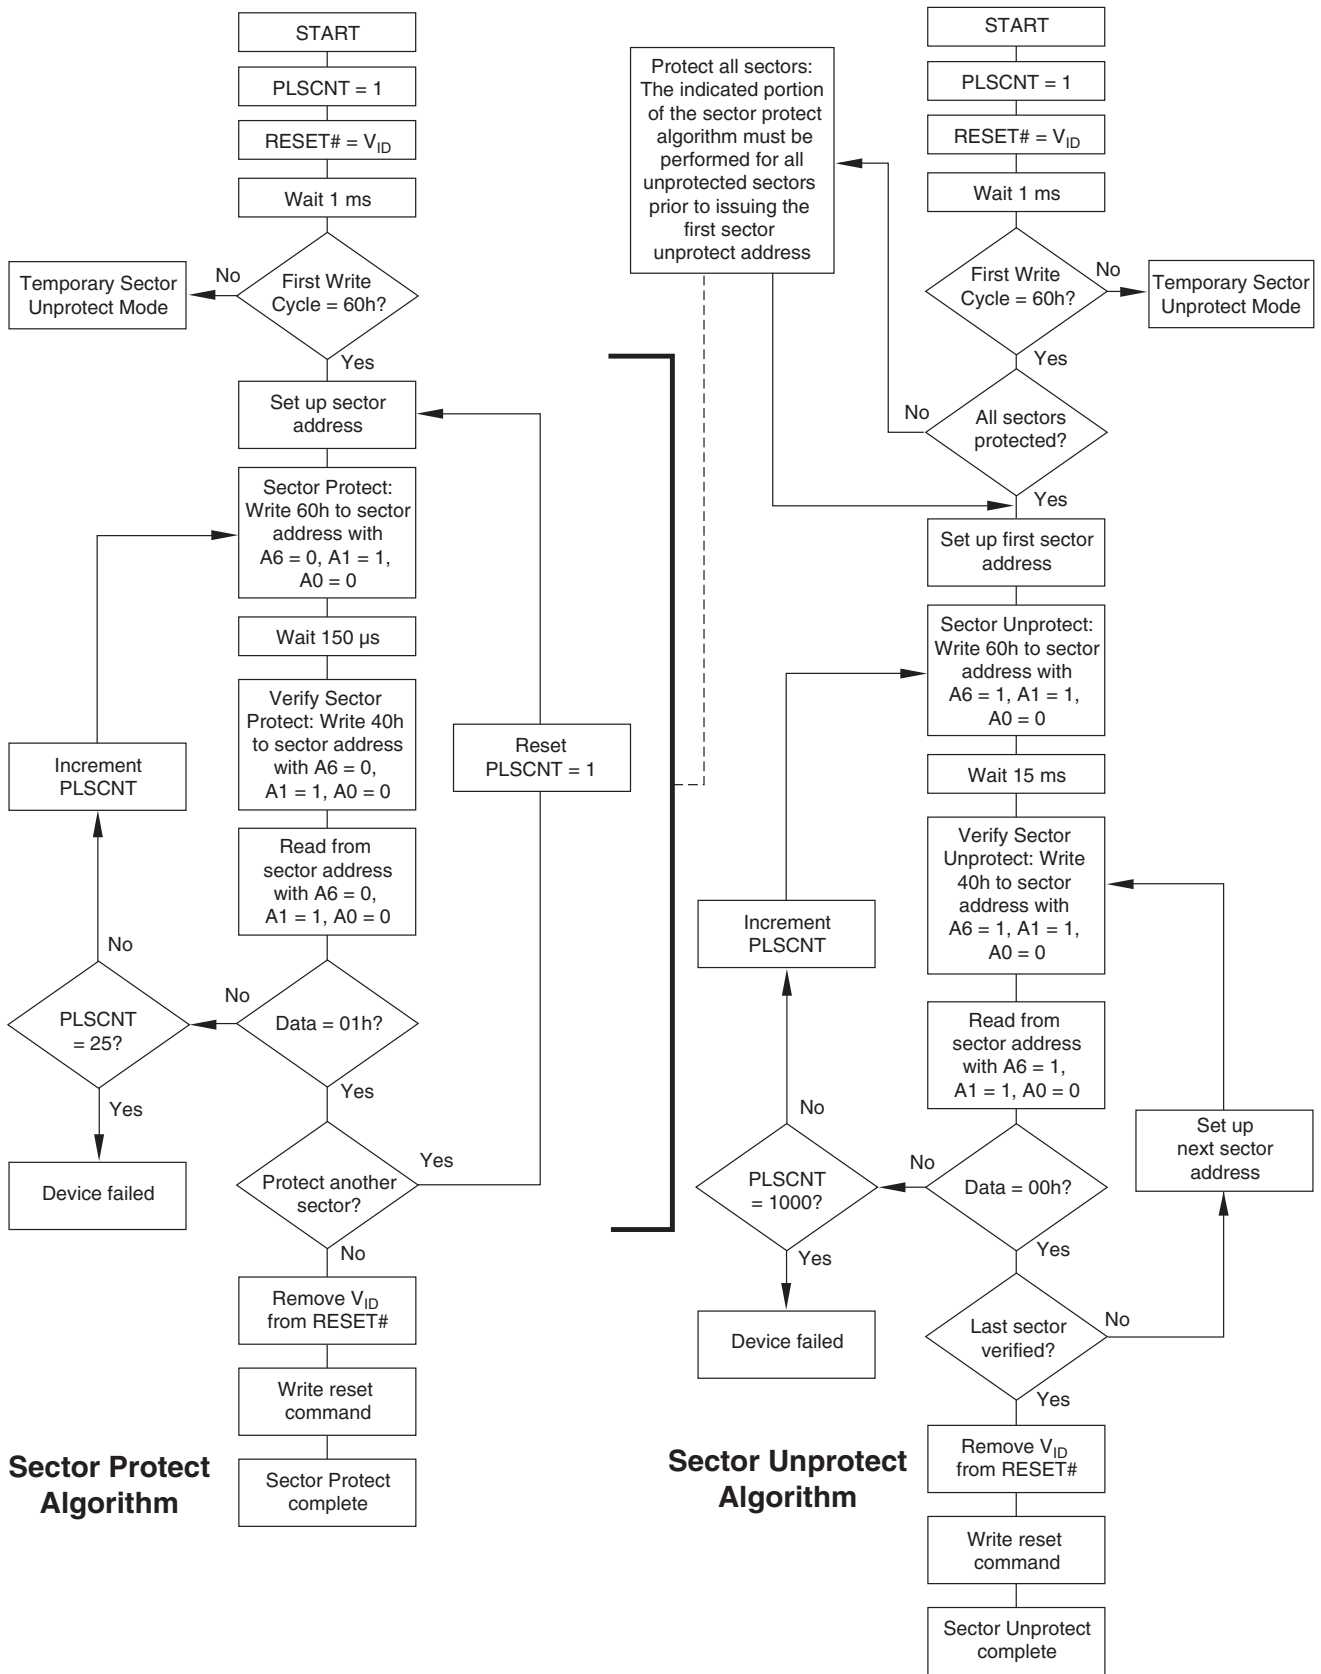 START
PLSCNT = 1
RESET# = VID
Wait 1 ms
First Write
Cycle = 60h?
No
Temporary Sector
Unprotect Mode
Yes
Set up sector
address
Sector Protect:
Write 60h to sector
address with
A6 = 0, A1 = 1,
A0 = 0
Wait 150 µs
Verify Sector
Protect: Write 40h
to sector address
with A6 = 0,
A1 = 1, A0 = 0
Reset
PLSCNT = 1
Increment
PLSCNT
Read from
sector address
with A6 = 0,
A1 = 1, A0 = 0
No
PLSCNT
= 25?
No
Data = 01h?
Yes
Yes
Device failed
Protect another
sector?
Yes
No
Remove VID
from RESET#
Write reset
command
Sector Protect
complete
Sector Protect
Algorithm
Protect all sectors:
The indicated portion
of the sector protect
algorithm must be
performed for all
unprotected sectors
prior to issuing the
first sector
unprotect address
START
PLSCNT = 1
RESET# = VID
Wait 1 ms
First Write
Cycle = 60h?
No
Temporary Sector
Unprotect Mode
Yes
No
All sectors
protected?
Yes
Set up first sector
address
Sector Unprotect:
Write 60h to sector
address with
A6 = 1, A1 = 1,
A0 = 0
Wait 15 ms
Verify Sector
Unprotect: Write
40h to sector
address with
A6 = 1, A1 = 1,
A0 = 0
Increment
PLSCNT
Read from
sector address
with A6 = 1,
A1 = 1, A0 = 0
No
Set up
next sector
address
PLSCNT
= 1000?
No
Data = 00h?
Yes
Yes
Device failed
Last sector
verified?
No
Yes
Remove VID
from RESET#
Write reset
command
Sector Unprotect
complete
Sector Unprotect
Algorithm